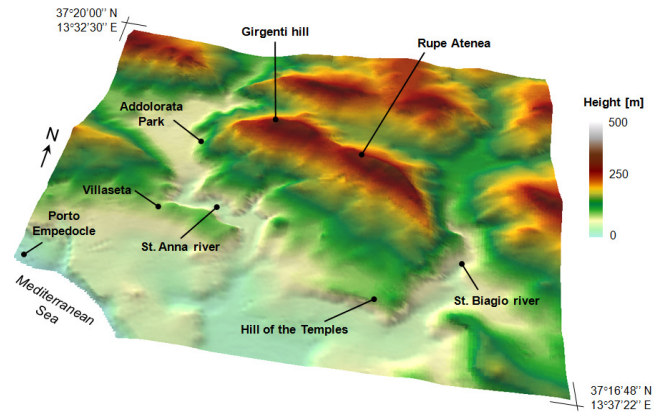 37°20'00'' N
13°32'30'' E
Girgenti hill
Rupe Atenea
Height [m]
500
250
0
Addolorata
Park
N
Villaseta
Porto
Empedocle
St. Anna river
Mediterranean
Sea
St. Biagio river
Hill of the Temples
37°16'48'' N
13°37'22'' E